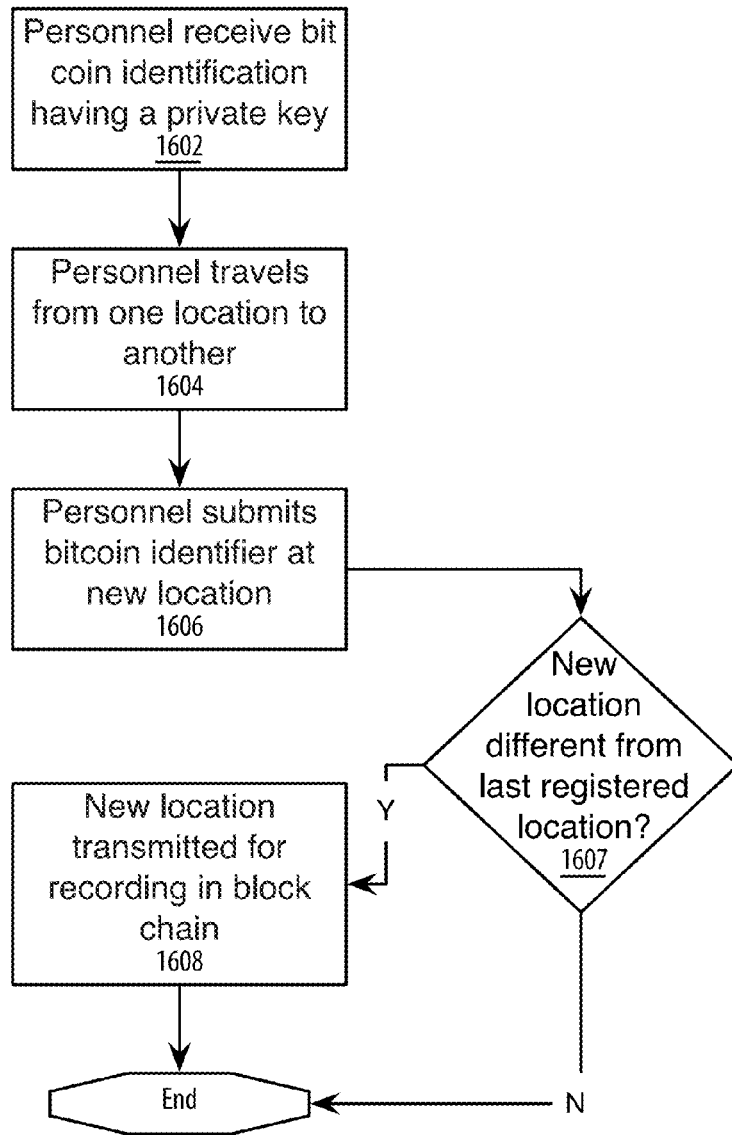 Personnel receive bit
coin identification
having a private key
1602
Personnel travels
from one location to
another
1604
Personnel submits
bitcoin identifier at
new location
1606
New
location
different from
last registered
location?
1607
Y
New location
transmitted for
recording in block
chain
1608
N
End